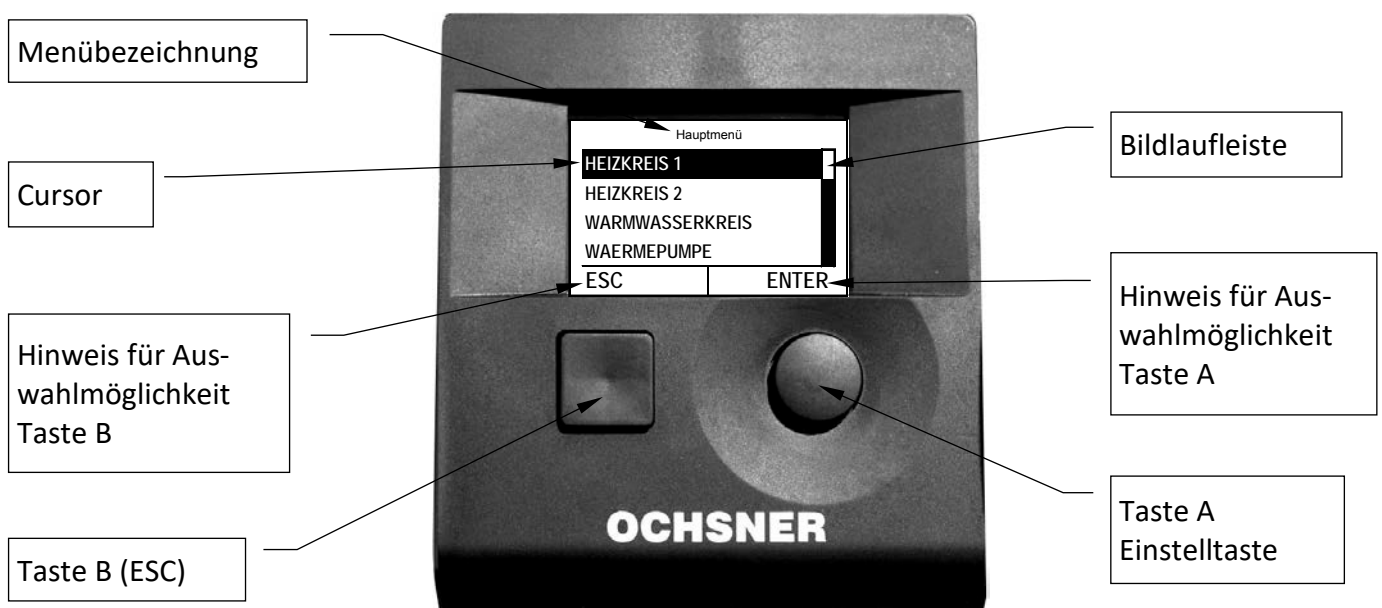 Menübezeichnung
Cursor
Hinweis für Aus-
wahlmöglichkeit
Taste B
Taste B (ESC)
Hauptmenü
HEIZKREIS 1
HEIZKREIS 2
WARMWASSERKREIS
WAERMEPUMPE
ESC ENTER
OCHSNER
Bildlaufleiste
Hinweis für Aus-
wahlmöglichkeit
Taste A
Taste A
Einstelltaste